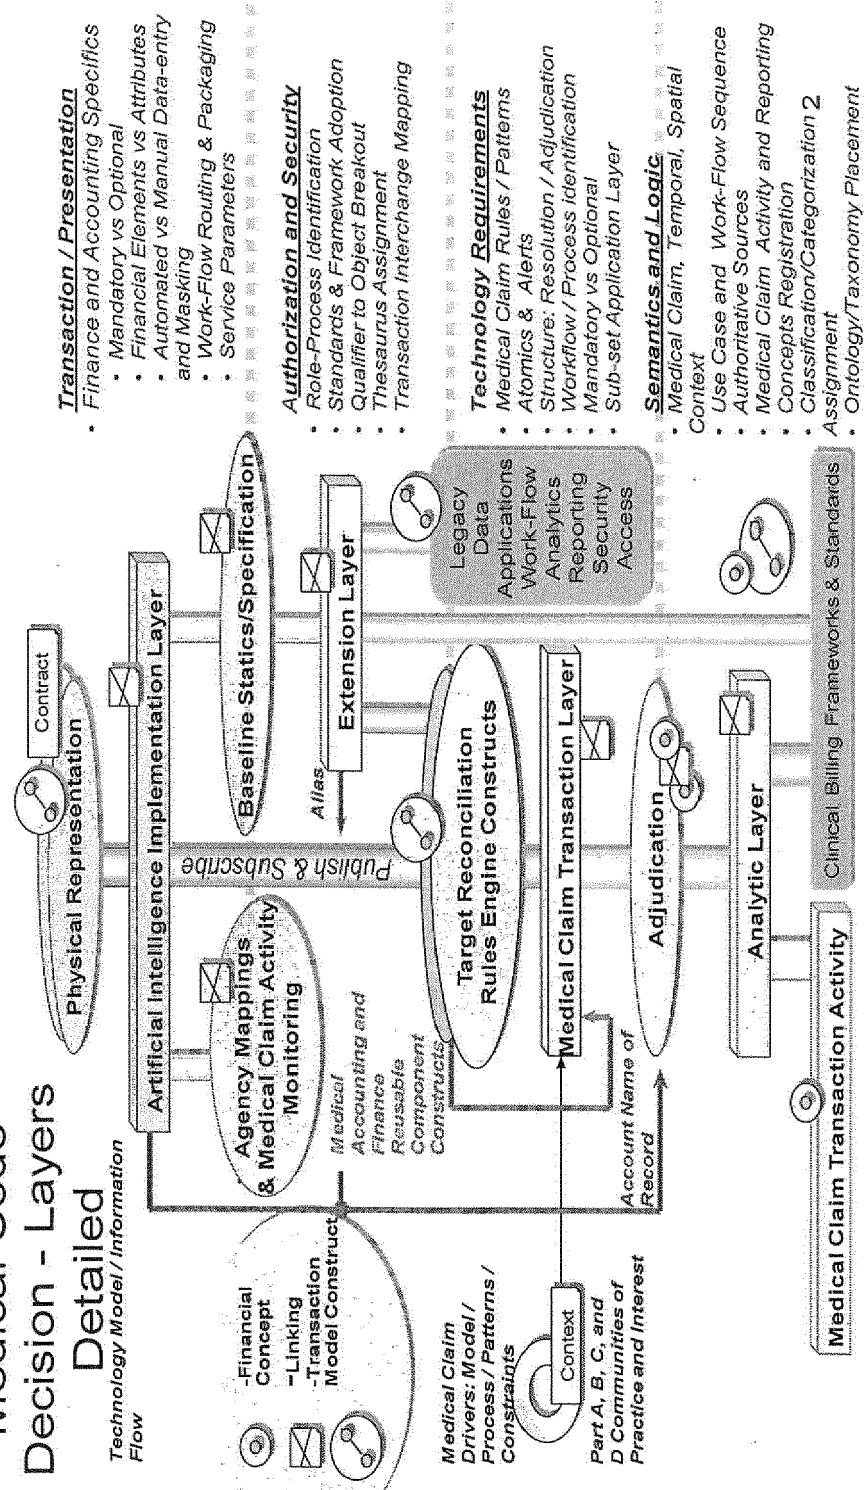 Medical Code
Decision - Layers
Detailed
Technology Model / Information
Flow
-Financial
Concept
-Linking
-Transaction
Model Construct
Medical Claim
Drivers: Model /
Process / Patterns /
Constraints
Context
Part A, B, C, and
D Communities of
Practice and Interest
Physical Representation
Contract
Artificial Intelligence Implementation Layer
Agency Mappings
& Medical Claim Activity
Monitoring
Publish & Subscribe
Baseline Statics/Specification
Medical
Accounting and
Finance
Reusable
Component
Constructs
Alias
Extension Layer
Target Reconciliation
Rules Engine Constructs
Legacy
Data
Applications
Work-Flow
Analytics
Reporting
Security
Access
Medical Claim Transaction Layer
Account Name of
Record
Adjudication
Analytic Layer
Medical Claim Transaction Activity
Clinical Billing Frameworks & Standards
Transaction / Presentation
• Finance and Accounting Specifics
• Mandatory vs Optional
• Financial Elements vs Attributes
• Automated vs Manual Data-entry
and Masking
• Work-Flow Routing & Packaging
• Service Parameters
Authorization and Security
• Role-Process Identification
• Standards & Framework Adoption
• Qualifier to Object Breakout
• Thesaurus Assignment
• Transaction Interchange Mapping
Technology Requirements
• Medical Claim Rules / Patterns
• Atomics & Alerts
• Structure: Resolution / Adjudication
• Workflow / Process identification
• Mandatory vs Optional
• Sub-set Application Layer
Semantics and Logic
• Medical Claim, Temporal, Spatial
Context
• Use Case and Work-Flow Sequence
• Authoritative Sources
• Medical Claim Activity and Reporting
• Concepts Registration
• Classification/Categorization 2
Assignment
• Ontology/Taxonomy Placement